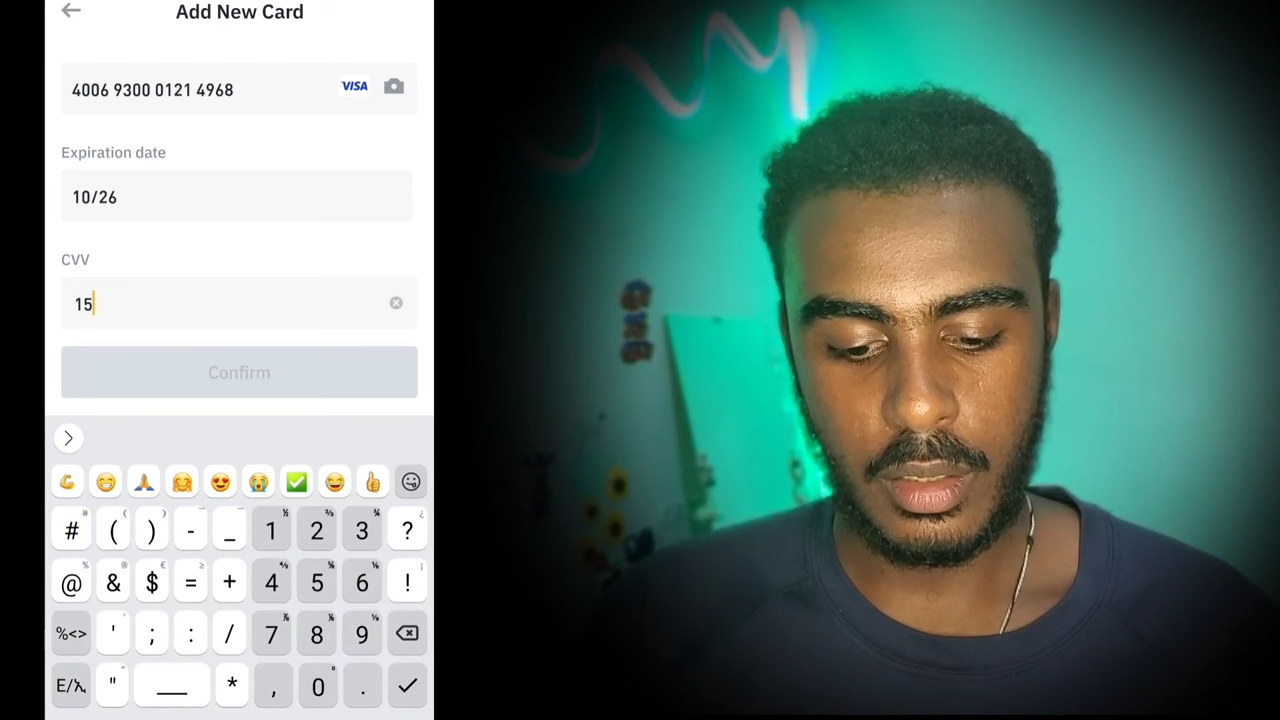 Add New Card
4006 9300 0121 4968 VISA
Expiration date
10/26
CVV
15
Confirm
# ( ) - _ 1 2 3 ?
@ & $ = + 4 5 6 !
%<> ' ; : / 7 8 9
E/አ " * , 0 .